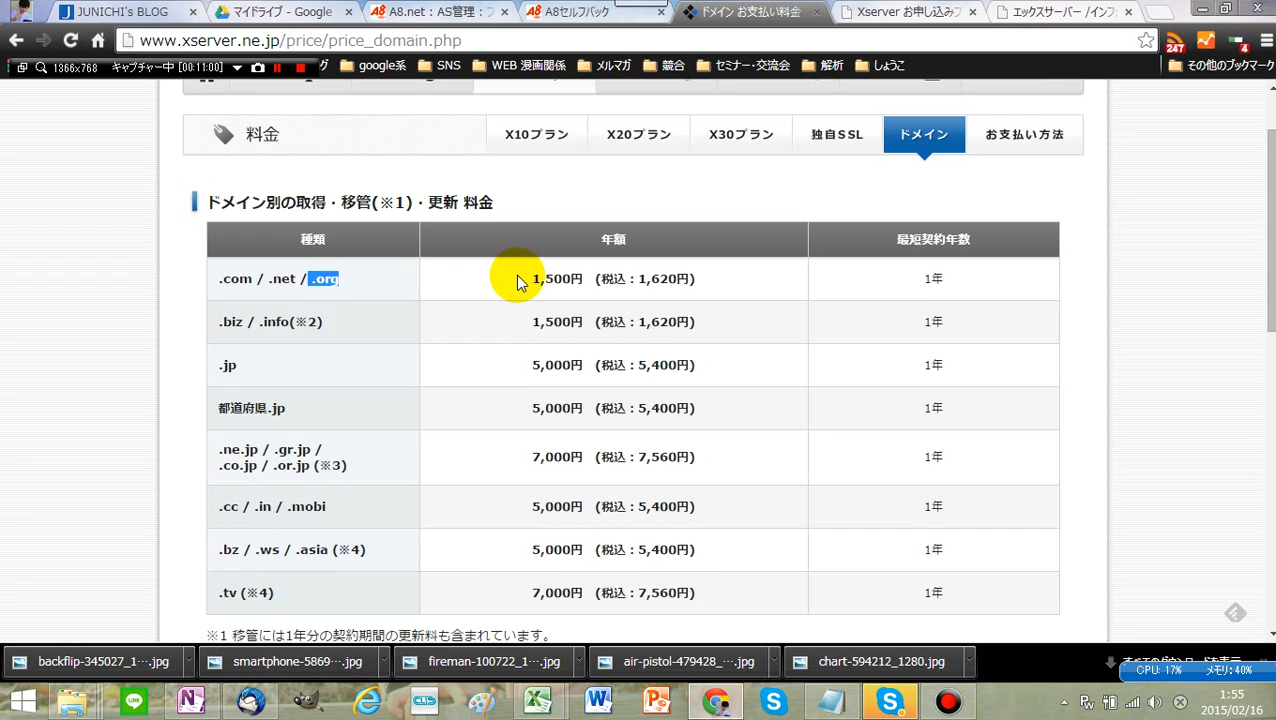 JUNICHI's BLOG
マイドライブ - Google
A8.net：AS管理：フ
A8セルフバック
ドメイン お支払い料金
Xserver お申し込みフ
エックスサーバー /インフ
www.xserver.ne.jp/price/price_domain.php
247
4
1366x768 キャプチャー中 (00:11:00) グ
google系
SNS
WEB 漫画関係
メルマガ
競合
セミナー・交流会
解析
しょうこ
その他のブックマーク
料金
X10プラン
X20プラン
X30プラン
独自SSL
ドメイン
お支払い方法
ドメイン別の取得・移管(※1)・更新 料金
種類 年額 最短契約年数
.com / .net / .org 1,500円 (税込：1,620円) 1年
.biz / .info(※2) 1,500円 (税込：1,620円) 1年
.jp 5,000円 (税込：5,400円) 1年
都道府県.jp 5,000円 (税込：5,400円) 1年
.ne.jp / .gr.jp /
.co.jp / .or.jp (※3) 7,000円 (税込：7,560円) 1年
.cc / .in / .mobi 5,000円 (税込：5,400円) 1年
.bz / .ws / .asia (※4) 5,000円 (税込：5,400円) 1年
.tv (※4) 7,000円 (税込：7,560円) 1年
※1 移管には1年分の契約期間の更新料も含まれています。
backflip-345027_1-....jpg
smartphone-5869....jpg
fireman-100722_1....jpg
air-pistol-479428_....jpg
chart-594212_1280.jpg
CPU: 17% メモリ: 40%
1:55
2015/02/16